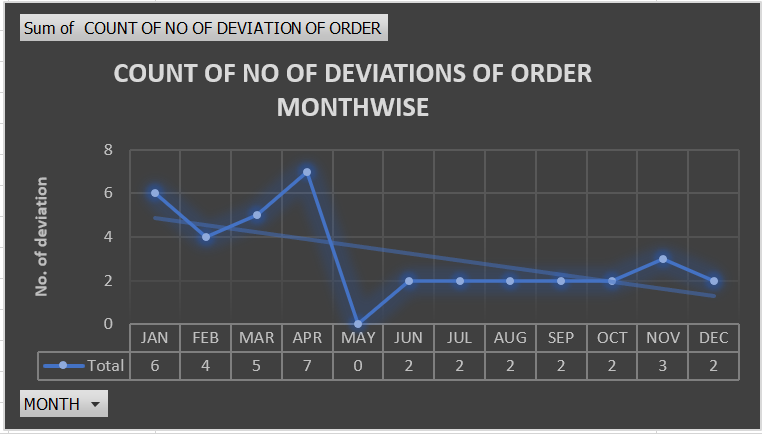 Sum of  COUNT OF NO OF DEVIATION OF ORDER
COUNT OF NO OF DEVIATIONS OF ORDER
MONTHWISE
No. of deviation
8
6
4
2
0
JAN FEB MAR APR MAY JUN JUL AUG SEP OCT NOV DEC
Total 6 4 5 7 0 2 2 2 2 2 3 2
MONTH